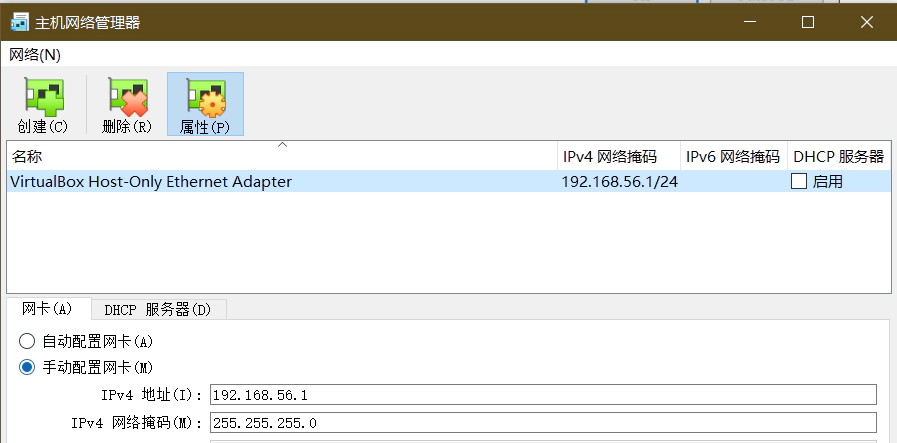 主机网络管理器
网络(N)
创建(C) 删除(R) 属性(P)
名称 IPv4 网络掩码 IPv6 网络掩码 DHCP 服务器
VirtualBox Host-Only Ethernet Adapter 192.168.56.1/24 启用
网卡(A) DHCP 服务器(D)
自动配置网卡(A)
手动配置网卡(M)
IPv4 地址(I): 192.168.56.1
IPv4 网络掩码(M): 255.255.255.0